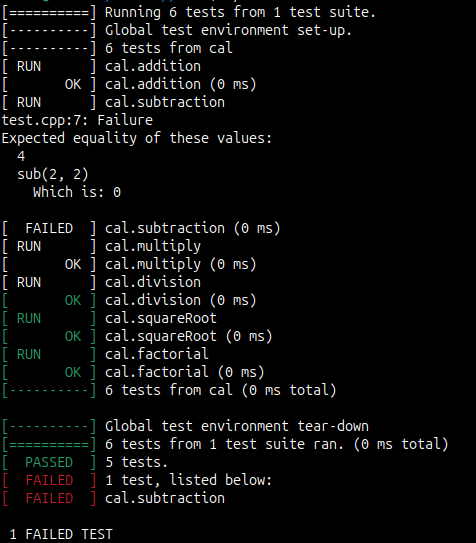 [==========] Running 6 tests from 1 test suite.
[----------] Global test environment set-up.
[----------] 6 tests from cal
[ RUN      ] cal.addition
[       OK ] cal.addition (0 ms)
[ RUN      ] cal.subtraction
test.cpp:7: Failure
Expected equality of these values:
  4
  sub(2, 2)
    Which is: 0

[  FAILED  ] cal.subtraction (0 ms)
[ RUN      ] cal.multiply
[       OK ] cal.multiply (0 ms)
[ RUN      ] cal.division
[       OK ] cal.division (0 ms)
[ RUN      ] cal.squareRoot
[       OK ] cal.squareRoot (0 ms)
[ RUN      ] cal.factorial
[       OK ] cal.factorial (0 ms)
[----------] 6 tests from cal (0 ms total)

[----------] Global test environment tear-down
[==========] 6 tests from 1 test suite ran. (0 ms total)
[  PASSED  ] 5 tests.
[  FAILED  ] 1 test, listed below:
[  FAILED  ] cal.subtraction

 1 FAILED TEST